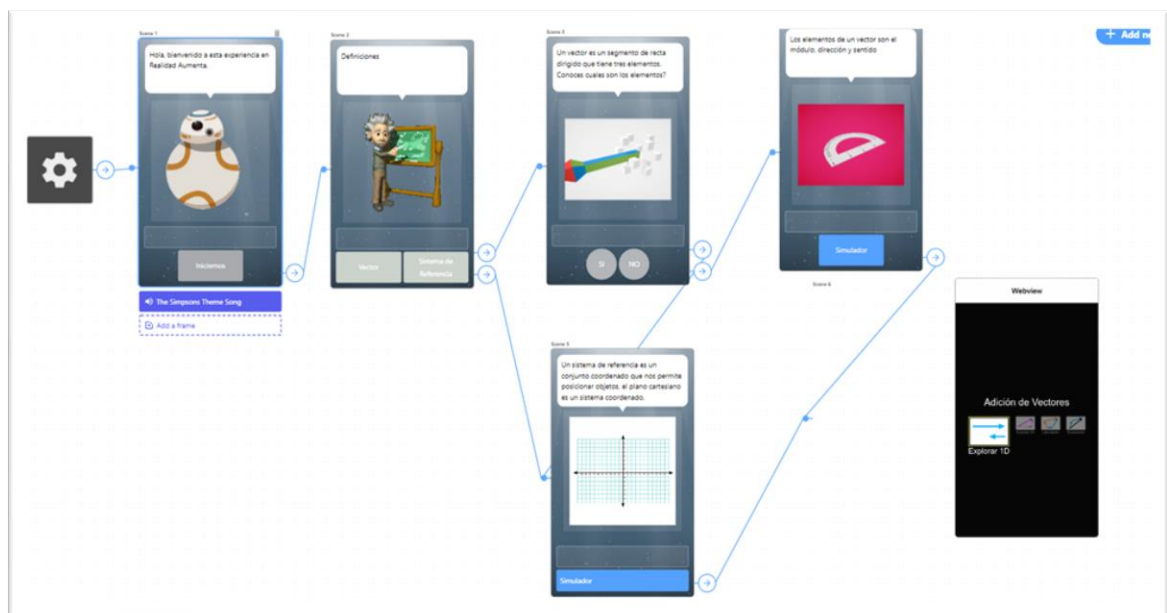 Scene 1
Hola, bienvenido a esta experiencia en
Realidad Aumenta.
Iniciemos
The Simpsons Theme Song
Add a frame
Scene 2
Definiciones
Vector
Sistema de
Referencia
Scene 3
Un vector es un segmento de recta
dirigido que tiene tres elementos.
Conoces cuales son los elementos?
SI
NO
Los elementos de un vector son el
módulo, dirección y sentido
Simulador
+ Add ne
Scene 5
Un sistema de referencia es un
conjunto coordenado que nos permite
posicionar objetos, el plano cartesiano
es un sistema coordenado.
Simulador
Scene 6
Webview
Adición de Vectores
Explorar 1D